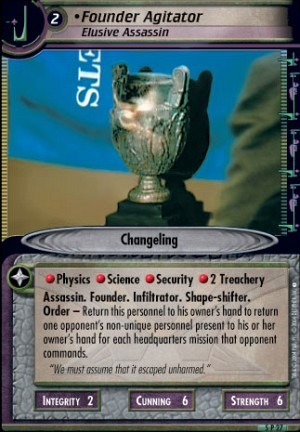 2
•Founder Agitator
Elusive Assassin
ETS
Changeling
Physics Science Security 2 Treachery
Assassin. Founder. Infiltrator. Shape-shifter.
Order – Return this personnel to his owner's hand to return
one opponent's non-unique personnel present to his or her
owner's hand for each headquarters mission that opponent
commands.
"We must assume that it escaped unharmed."
INTEGRITY 2 CUNNING 6 STRENGTH 6